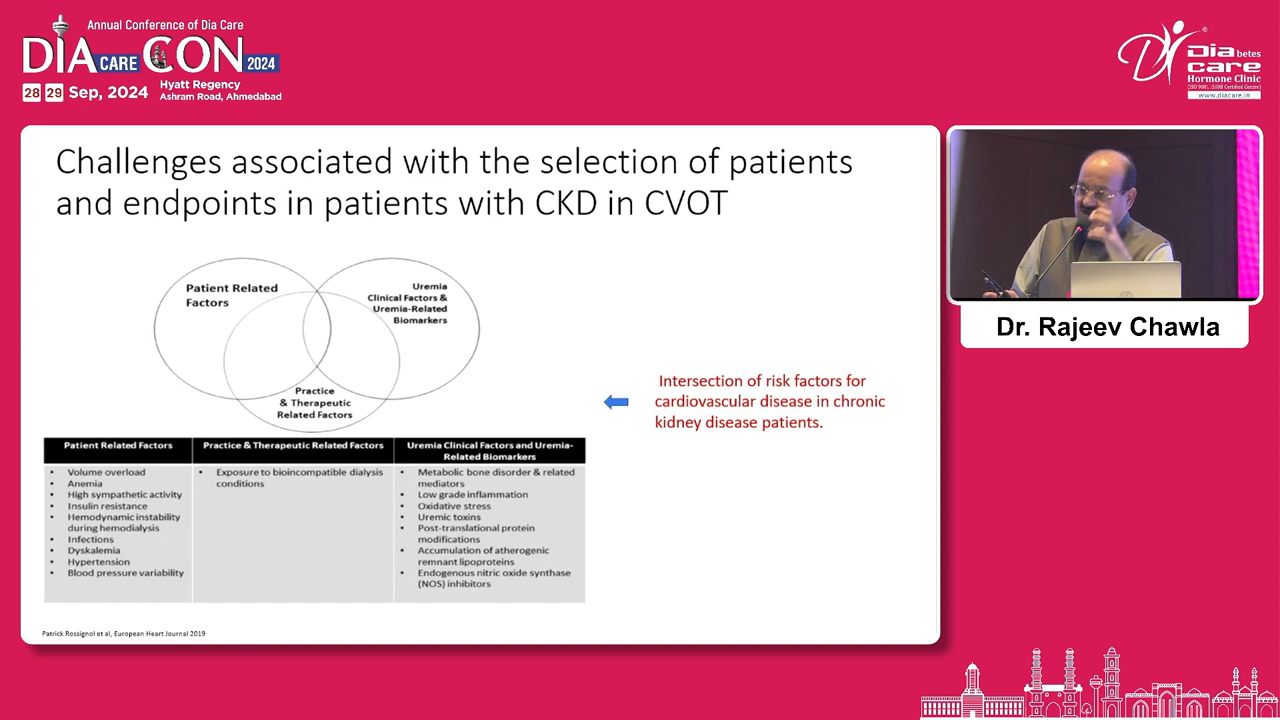 Annual Conference of Dia Care
DIA CARE CON 2024
28 29 Sep, 2024
Hyatt Regency
Ashram Road, Ahmedabad
Diabetes
care
Hormone Clinic
(ISO 9001 :2008 Certified Centre)
www.diacare.in
Challenges associated with the selection of patients
and endpoints in patients with CKD in CVOT
Patient Related
Factors
Uremia
Clinical Factors &
Uremia-Related
Biomarkers
Practice
& Therapeutic
Related Factors
Intersection of risk factors for
cardiovascular disease in chronic
kidney disease patients.
Patient Related Factors
• Volume overload
• Anemia
• High sympathetic activity
• Insulin resistance
• Hemodynamic instability
during hemodialysis
• Infections
• Dyskalemia
• Hypertension
• Blood pressure variability
Practice & Therapeutic Related Factors
• Exposure to bioincompatible dialysis
conditions
Uremia Clinical Factors and Uremia-
Related Biomarkers
• Metabolic bone disorder & related
mediators
• Low grade inflammation
• Oxidative stress
• Uremic toxins
• Post-translational protein
modifications
• Accumulation of atherogenic
remnant lipoproteins
• Endogenous nitric oxide synthase
(NOS) inhibitors
Patrick Rossignol et al, European Heart Journal 2019
Dr. Rajeev Chawla